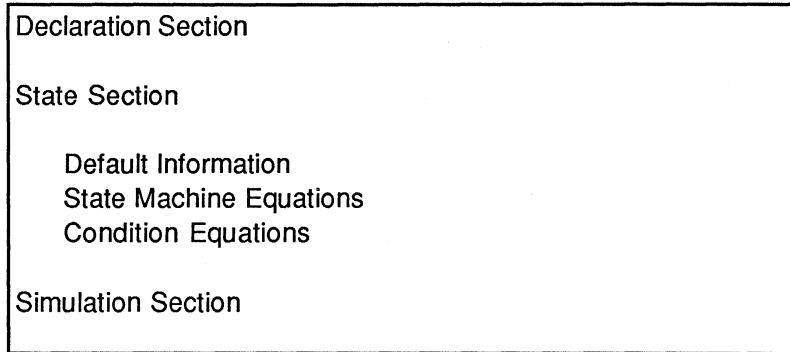 Declaration Section
State Section
Default Information
State Machine Equations
Condition Equations
Simulation Section